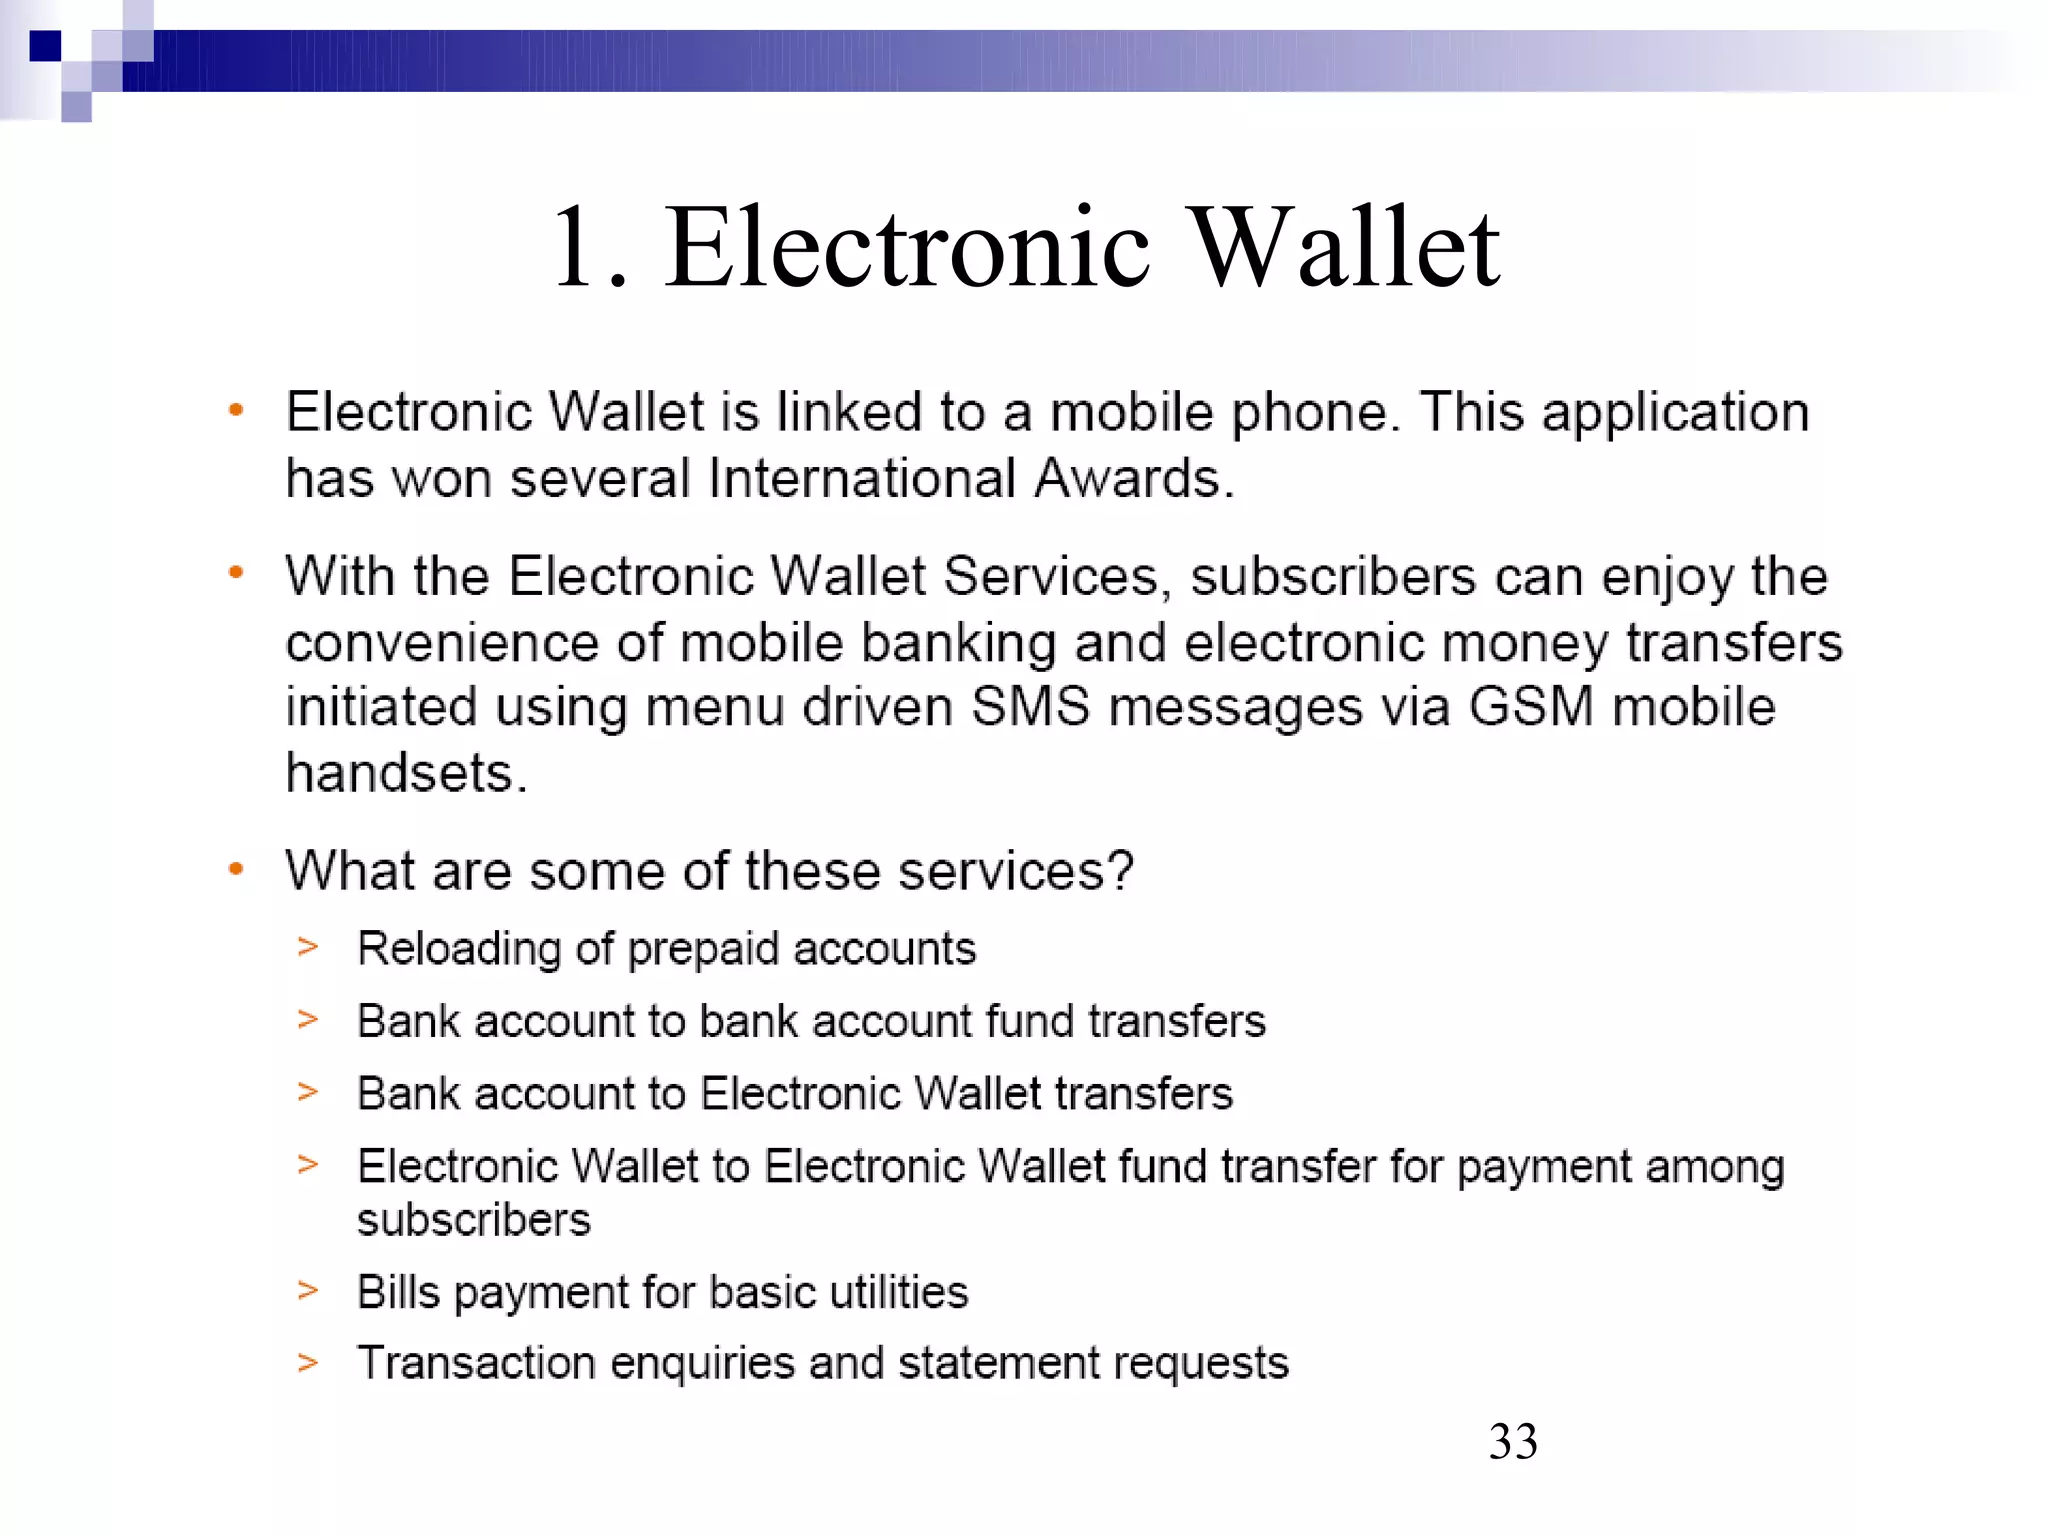 1. Electronic Wallet
• Electronic Wallet is linked to a mobile phone. This application
has won several International Awards.
• With the Electronic Wallet Services, subscribers can enjoy the
convenience of mobile banking and electronic money transfers
initiated using menu driven SMS messages via GSM mobile
handsets.
• What are some of these services?
> Reloading of prepaid accounts
> Bank account to bank account fund transfers
> Bank account to Electronic Wallet transfers
> Electronic Wallet to Electronic Wallet fund transfer for payment among
subscribers
> Bills payment for basic utilities
> Transaction enquiries and statement requests
33